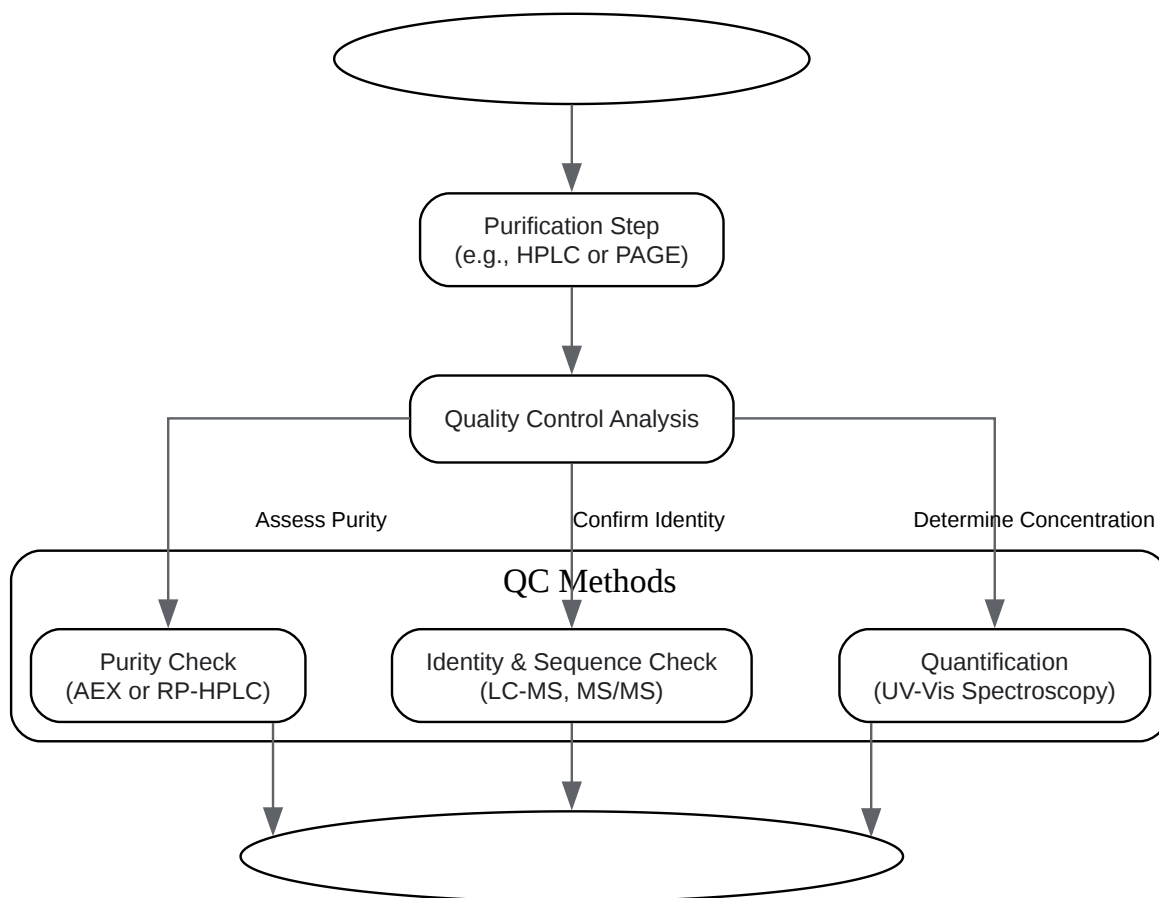 Purification Step
(e.g., HPLC or PAGE)
Quality Control Analysis
Assess Purity
Confirm Identity
Determine Concentration
QC Methods
Purity Check
(AEX or RP-HPLC)
Identity & Sequence Check
(LC-MS, MS/MS)
Quantification
(UV-Vis Spectroscopy)